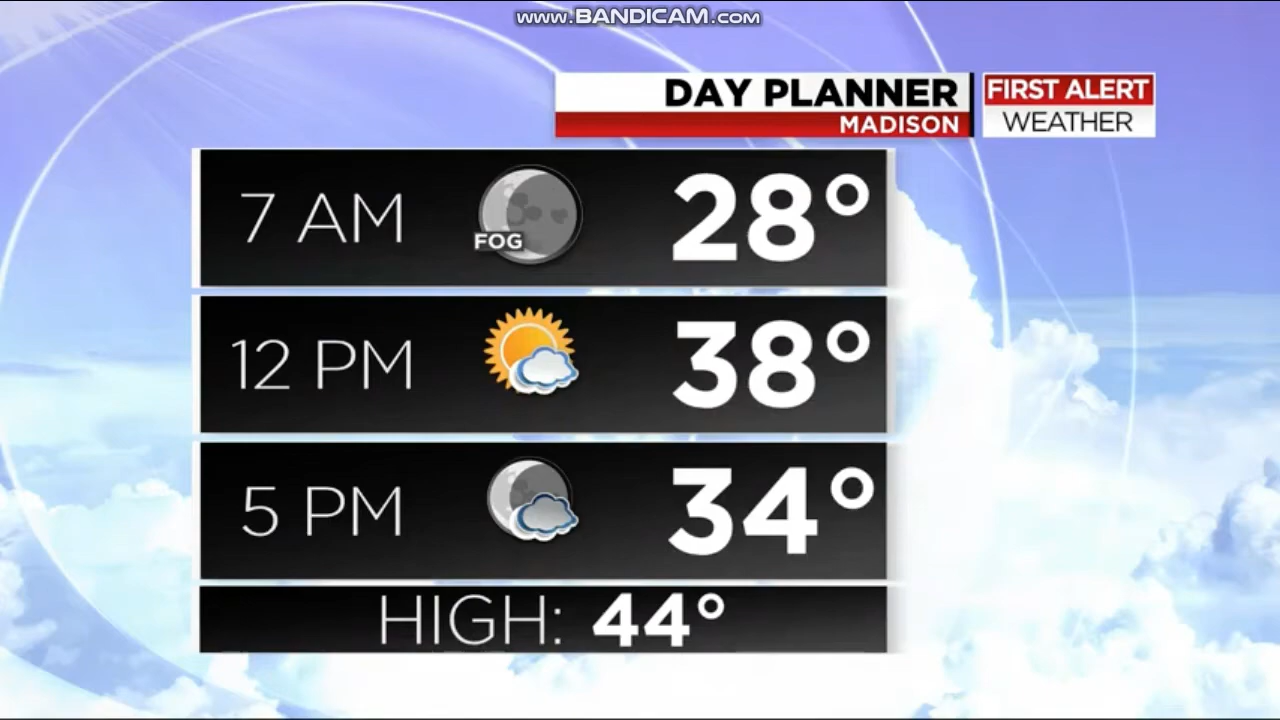 www.BANDICAM.com
DAY PLANNER
MADISON
FIRST ALERT
WEATHER
7 AM FOG 28°
12 PM 38°
5 PM 34°
HIGH: 44°